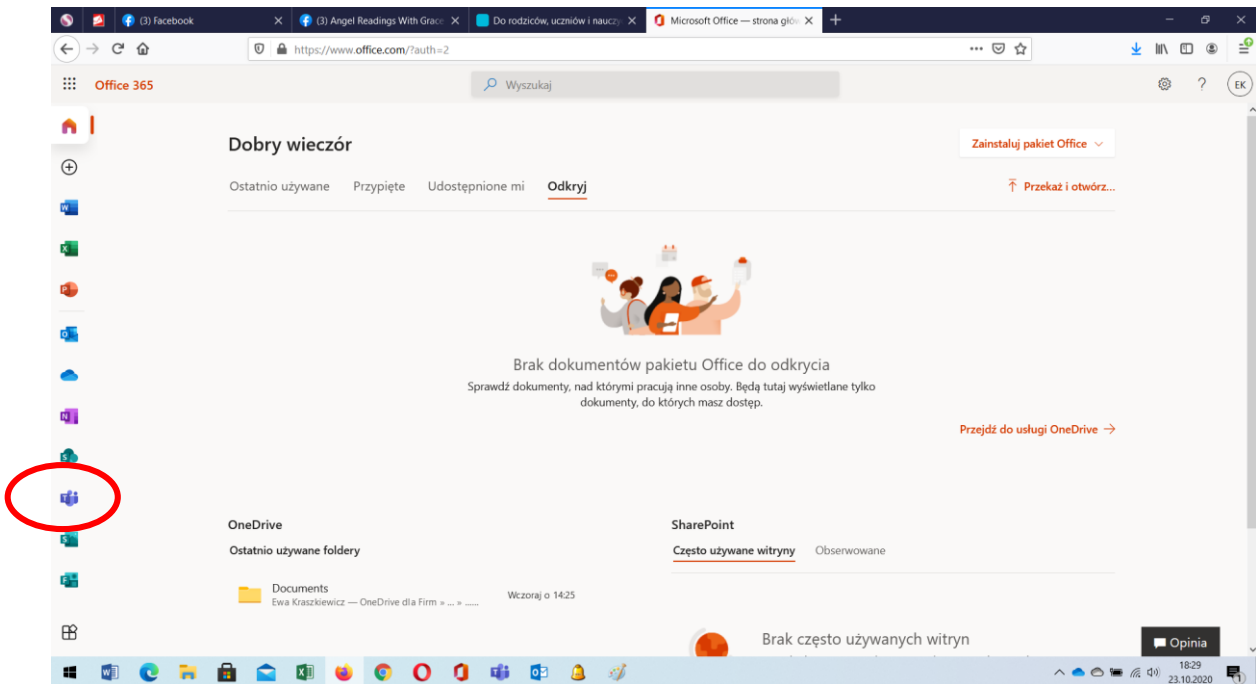 (3) Facebook
(3) Angel Readings With Grace
Do rodziców, uczniów i nauczy
Microsoft Office — strona głów
https://www.office.com/?auth=2
Office 365
Wyszukaj
EK
Dobry wieczór
Zainstaluj pakiet Office
Ostatnio używane Przypięte Udostępnione mi Odkryj
Przekaż i otwórz...
Brak dokumentów pakietu Office do odkrycia
Sprawdź dokumenty, nad którymi pracują inne osoby. Będą tutaj wyświetlane tylko
dokumenty, do których masz dostęp.
Przejdź do usługi OneDrive →
OneDrive
Ostatnio używane foldery
Documents
Ewa Kraszkiewicz — OneDrive dla Firm » ... » ......
Wczoraj o 14:25
SharePoint
Często używane witryny Obserwowane
Brak często używanych witryn
Opinia
18:29
23.10.2020